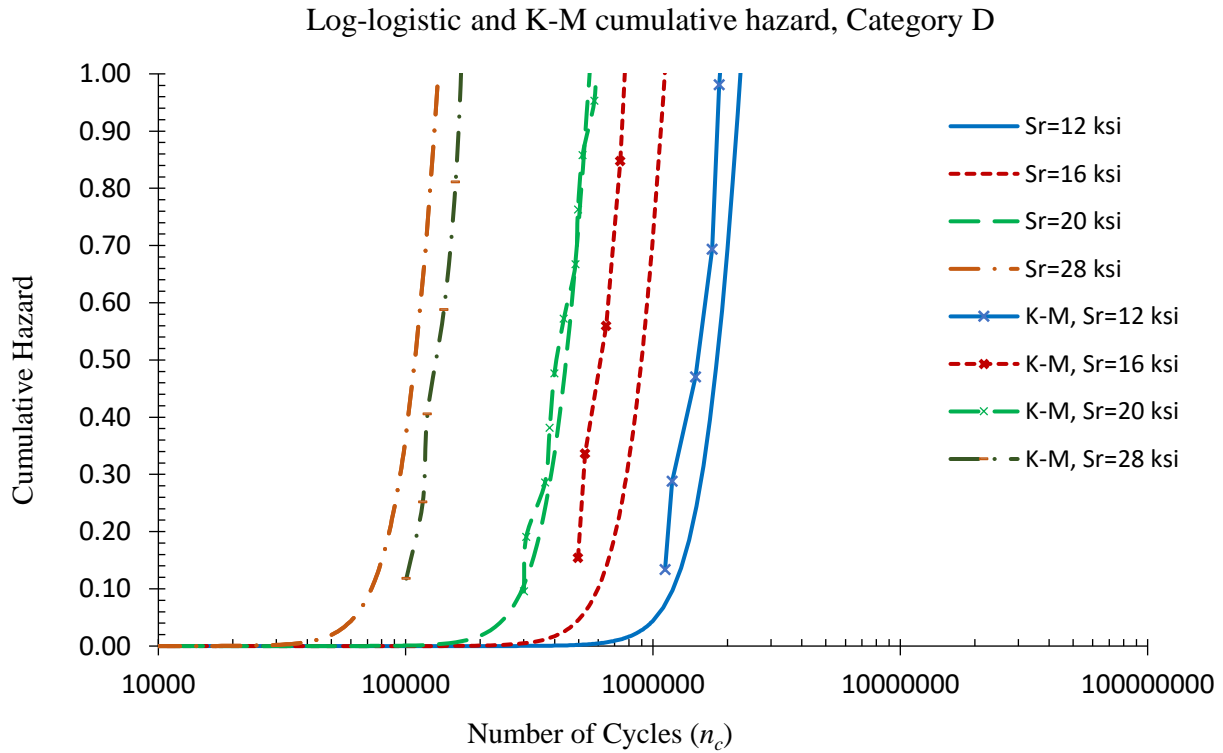 Log-logistic and K-M cumulative hazard, Category D
1.00
0.90
0.80
0.70
0.60
0.50
0.40
0.30
0.20
0.10
0.00
Cumulative Hazard
10000 100000 1000000 10000000 100000000
Number of Cycles (n_c)
Sr=12 ksi
Sr=16 ksi
Sr=20 ksi
Sr=28 ksi
K-M, Sr=12 ksi
K-M, Sr=16 ksi
K-M, Sr=20 ksi
K-M, Sr=28 ksi